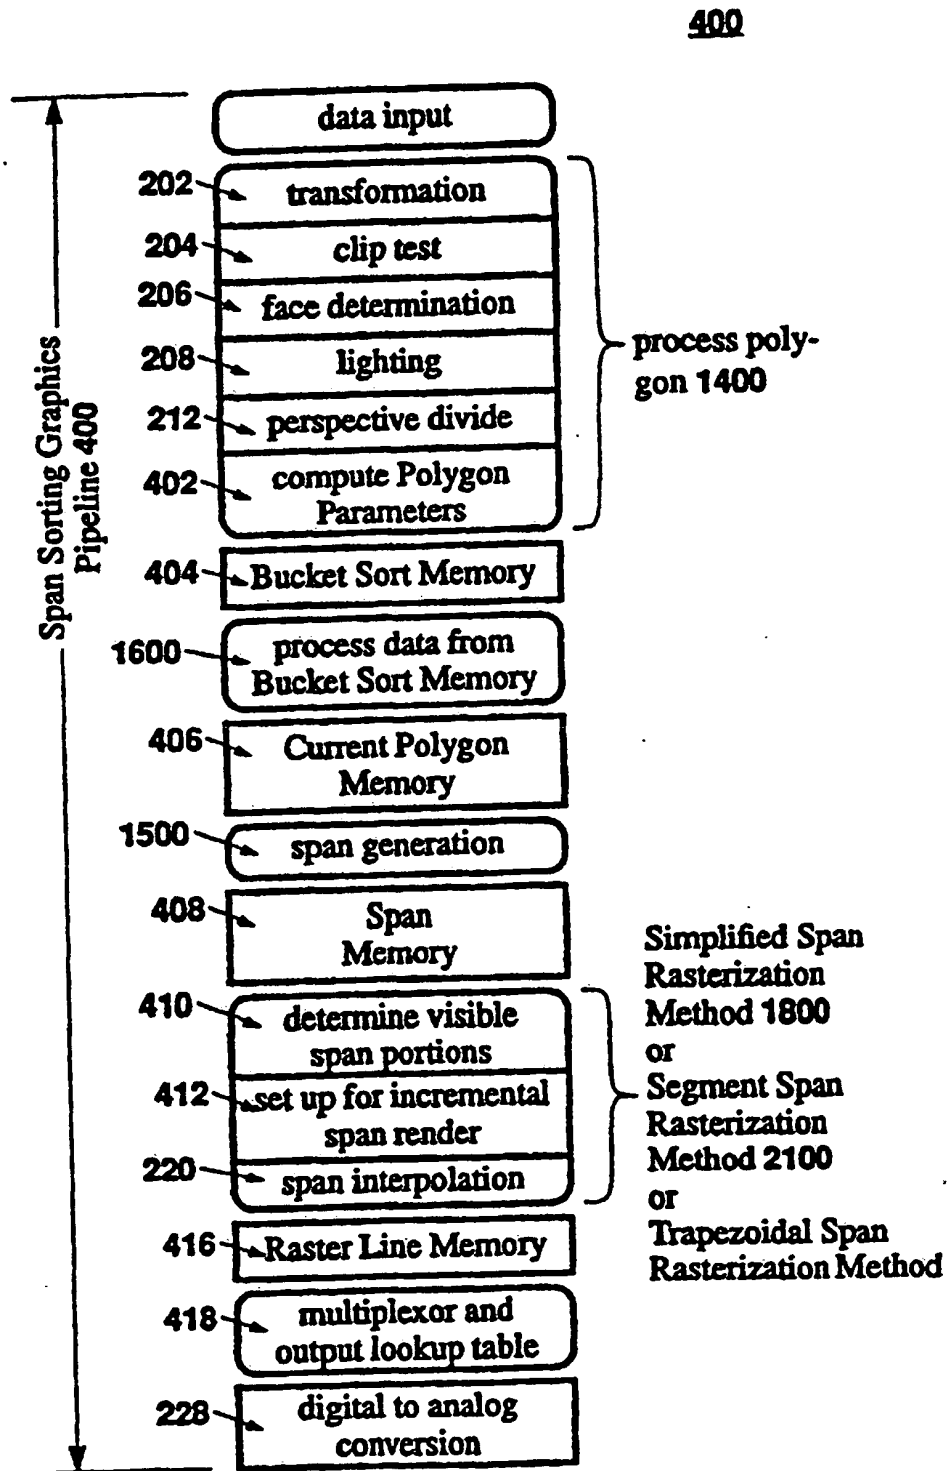 400
data input
202
transformation
204
clip test
206
face determination
208
lighting
212
perspective divide
402
compute Polygon
Parameters
process poly-
gon 1400
404
Bucket Sort Memory
1600
process data from
Bucket Sort Memory
406
Current Polygon
Memory
1500
span generation
408
Span
Memory
410
determine visible
span portions
412
set up for incremental
span render
220
span interpolation
Simplified Span
Rasterization
Method 1800
or
Segment Span
Rasterization
Method 2100
or
Trapezoidal Span
Rasterization Method
416
Raster Line Memory
418
multiplexor and
output lookup table
228
digital to analog
conversion
Span Sorting Graphics
Pipeline 400